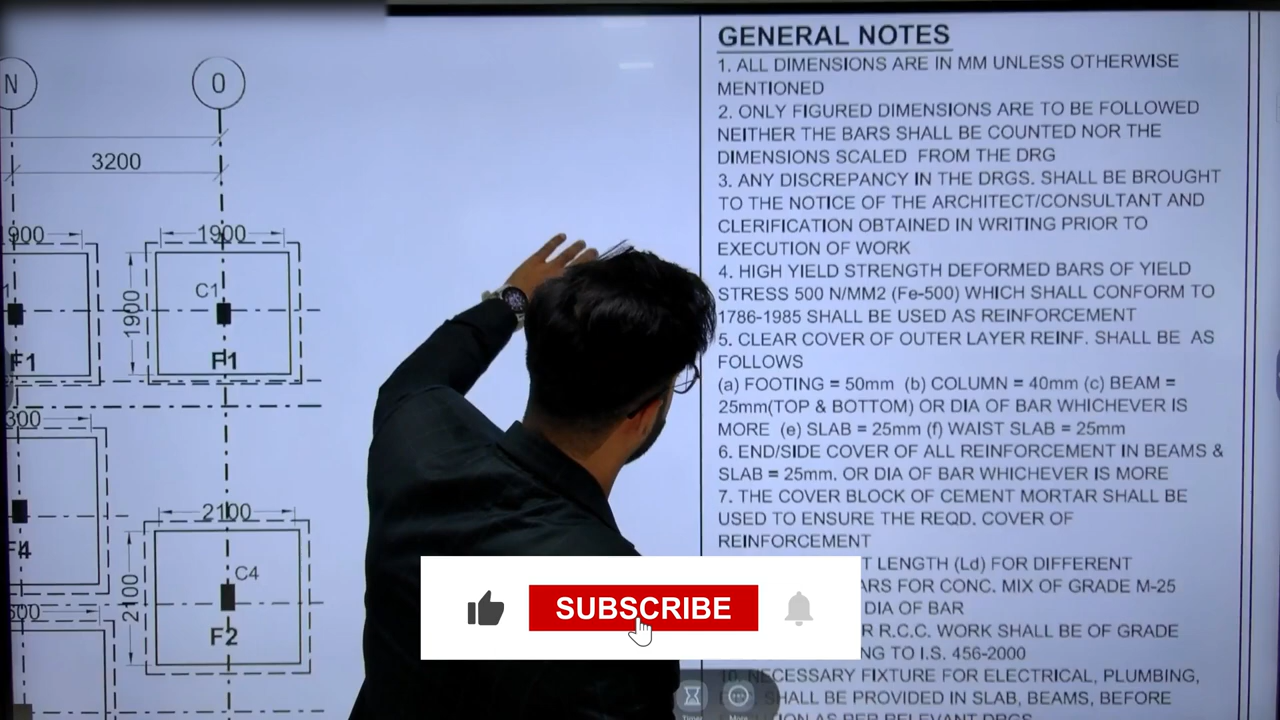 N
O
3200
900
1900
C1
1900
F1
F1
300
2100
C4
F4
2100
F2
GENERAL NOTES
1. ALL DIMENSIONS ARE IN MM UNLESS OTHERWISE
MENTIONED
2. ONLY FIGURED DIMENSIONS ARE TO BE FOLLOWED
NEITHER THE BARS SHALL BE COUNTED NOR THE
DIMENSIONS SCALED FROM THE DRG
3. ANY DISCREPANCY IN THE DRGS. SHALL BE BROUGHT
TO THE NOTICE OF THE ARCHITECT/CONSULTANT AND
CLERIFICATION OBTAINED IN WRITING PRIOR TO
EXECUTION OF WORK
4. HIGH YIELD STRENGTH DEFORMED BARS OF YIELD
STRESS 500 N/MM2 (Fe-500) WHICH SHALL CONFORM TO
1786-1985 SHALL BE USED AS REINFORCEMENT
5. CLEAR COVER OF OUTER LAYER REINF. SHALL BE AS
FOLLOWS
(a) FOOTING = 50mm (b) COLUMN = 40mm (c) BEAM =
25mm(TOP & BOTTOM) OR DIA OF BAR WHICHEVER IS
MORE (e) SLAB = 25mm (f) WAIST SLAB = 25mm
6. END/SIDE COVER OF ALL REINFORCEMENT IN BEAMS &
SLAB = 25mm. OR DIA OF BAR WHICHEVER IS MORE
7. THE COVER BLOCK OF CEMENT MORTAR SHALL BE
USED TO ENSURE THE REQD. COVER OF
REINFORCEMENT
T LENGTH (Ld) FOR DIFFERENT
ARS FOR CONC. MIX OF GRADE M-25
DIA OF BAR
R R.C.C. WORK SHALL BE OF GRADE
NG TO I.S. 456-2000
10. NECESSARY FIXTURE FOR ELECTRICAL, PLUMBING,
SHALL BE PROVIDED IN SLAB, BEAMS, BEFORE
AS PER RELEVANT DRGS
SUBSCRIBE
More